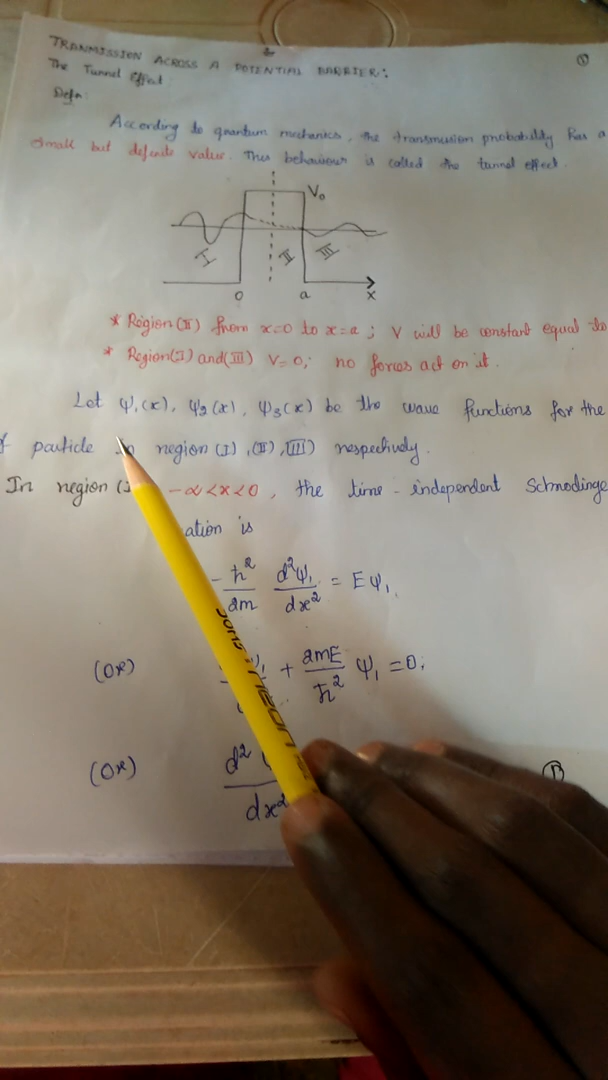 TRANMISSION ACROSS A POTENTIAL BARRIER:
①
The Tunnel Effect:
Defn:
According to quantum mechanics, the transmission probability has a
small but definite value. This behaviour is called the tunnel effect.
V₀
I II III
0 a x
* Region (II) from x=0 to x=a ; V will be constant equal to
* Region(I) and (III) V=0; no forces act on it.
Let ψ₁(x), ψ₂(x), ψ₃(x) be the wave functions for the
particle in region (I), (II), (III) respectively.
In region -∝<x<0, the time-independent Schrodinge
ation is
-ħ²/2m d²ψ₁/dx² = Eψ₁.
(OR) + 2mE/ħ² ψ₁ = 0;
(OR) d²/dx² ①